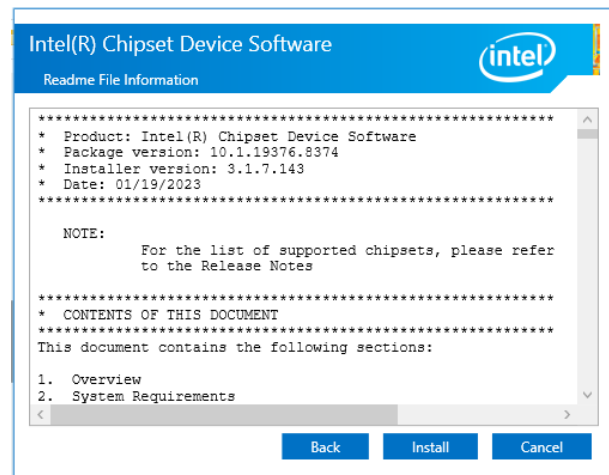 Intel(R) Chipset Device Software
intel
Readme File Information
************************************************************
*  Product: Intel(R) Chipset Device Software
*  Package version: 10.1.19376.8374
*  Installer version: 3.1.7.143
*  Date: 01/19/2023
************************************************************
NOTE:
For the list of supported chipsets, please refer
to the Release Notes
************************************************************
*  CONTENTS OF THIS DOCUMENT
************************************************************
This document contains the following sections:
1.  Overview
2.  System Requirements
Back Install Cancel